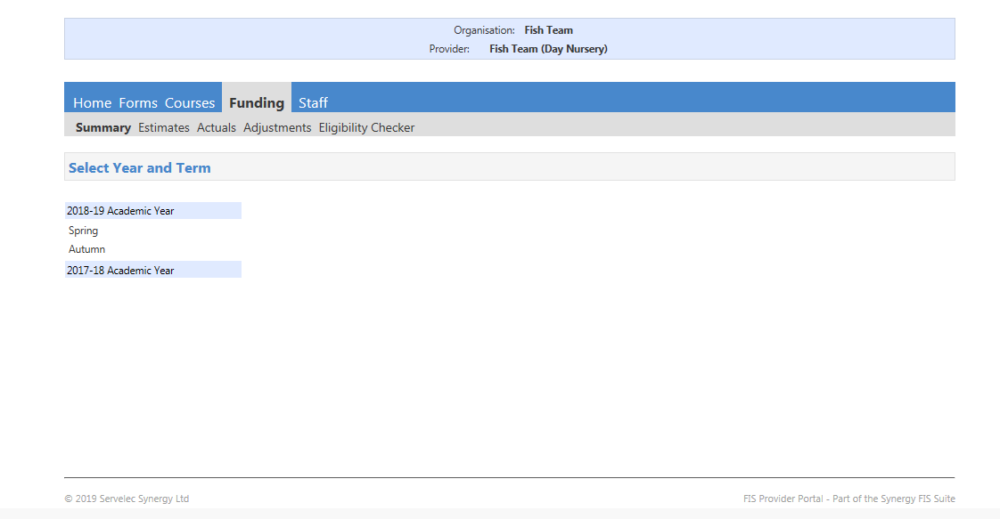 Organisation: Fish Team
Provider: Fish Team (Day Nursery)
Home Forms Courses Funding Staff
Summary Estimates Actuals Adjustments Eligibility Checker
Select Year and Term
2018-19 Academic Year
Spring
Autumn
2017-18 Academic Year
© 2019 Servelec Synergy Ltd
FIS Provider Portal - Part of the Synergy FIS Suite